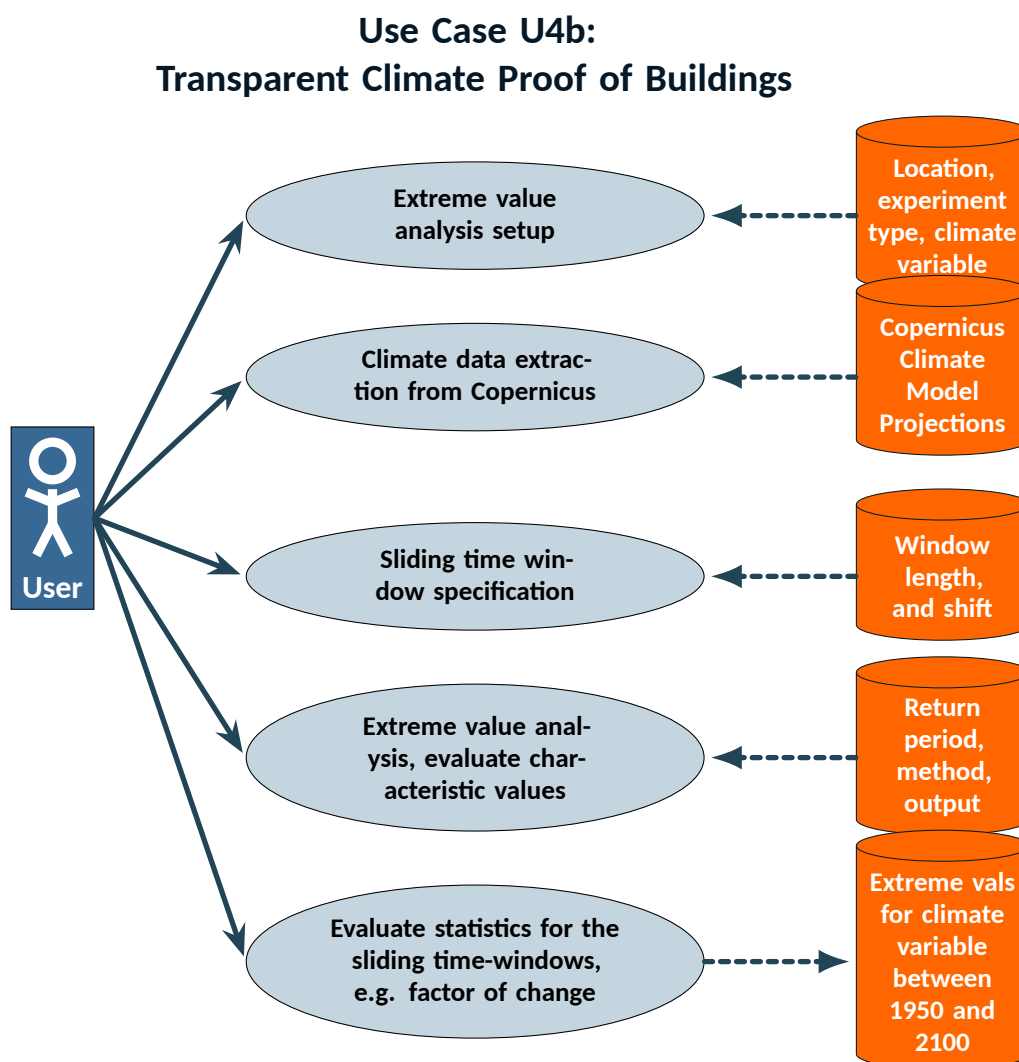 Use Case U4b:
Transparent Climate Proof of Buildings
Extreme value
analysis setup
Location,
experiment
type, climate
variable
Climate data extrac-
tion from Copernicus
Copernicus
Climate
Model
Projections
User
Sliding time win-
dow specification
Window
length,
and shift
Extreme value anal-
ysis, evaluate char-
acteristic values
Return
period,
method,
output
Evaluate statistics for the
sliding time-windows,
e.g. factor of change
Extreme vals
for climate
variable
between
1950 and
2100